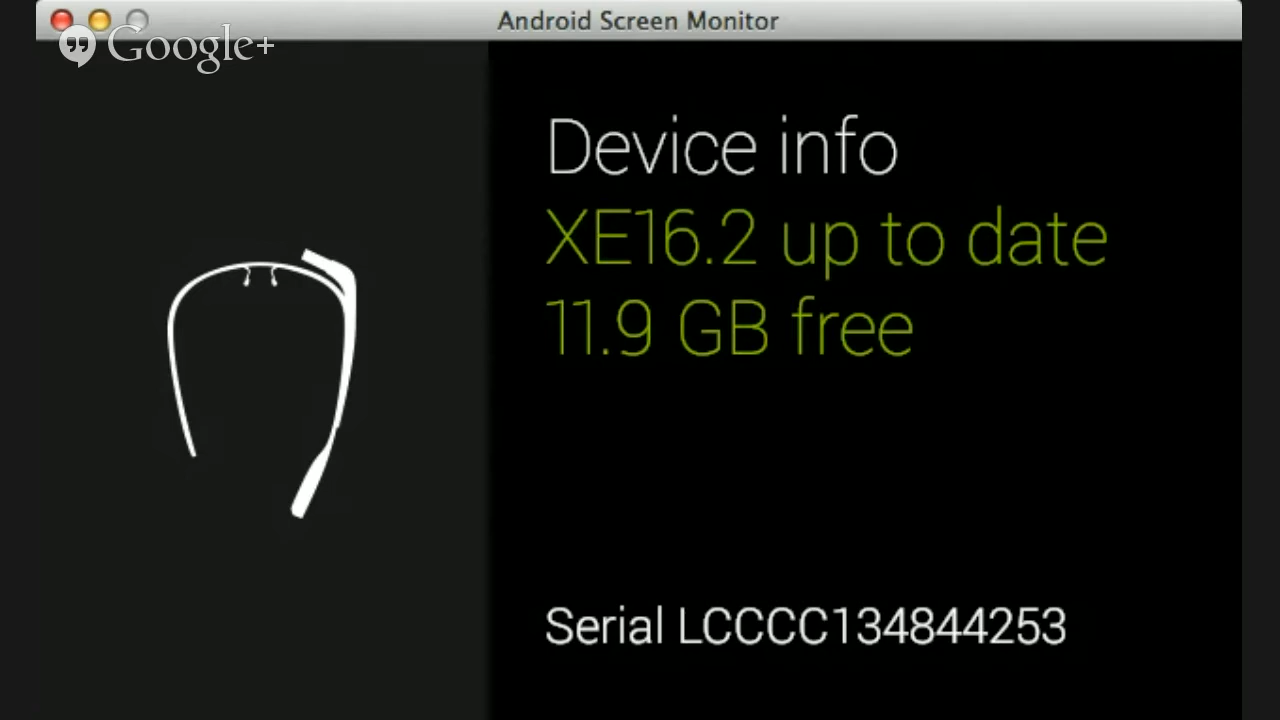 Android Screen Monitor
Google+
Device info
XE16.2 up to date
11.9 GB free
Serial LCCCC134844253